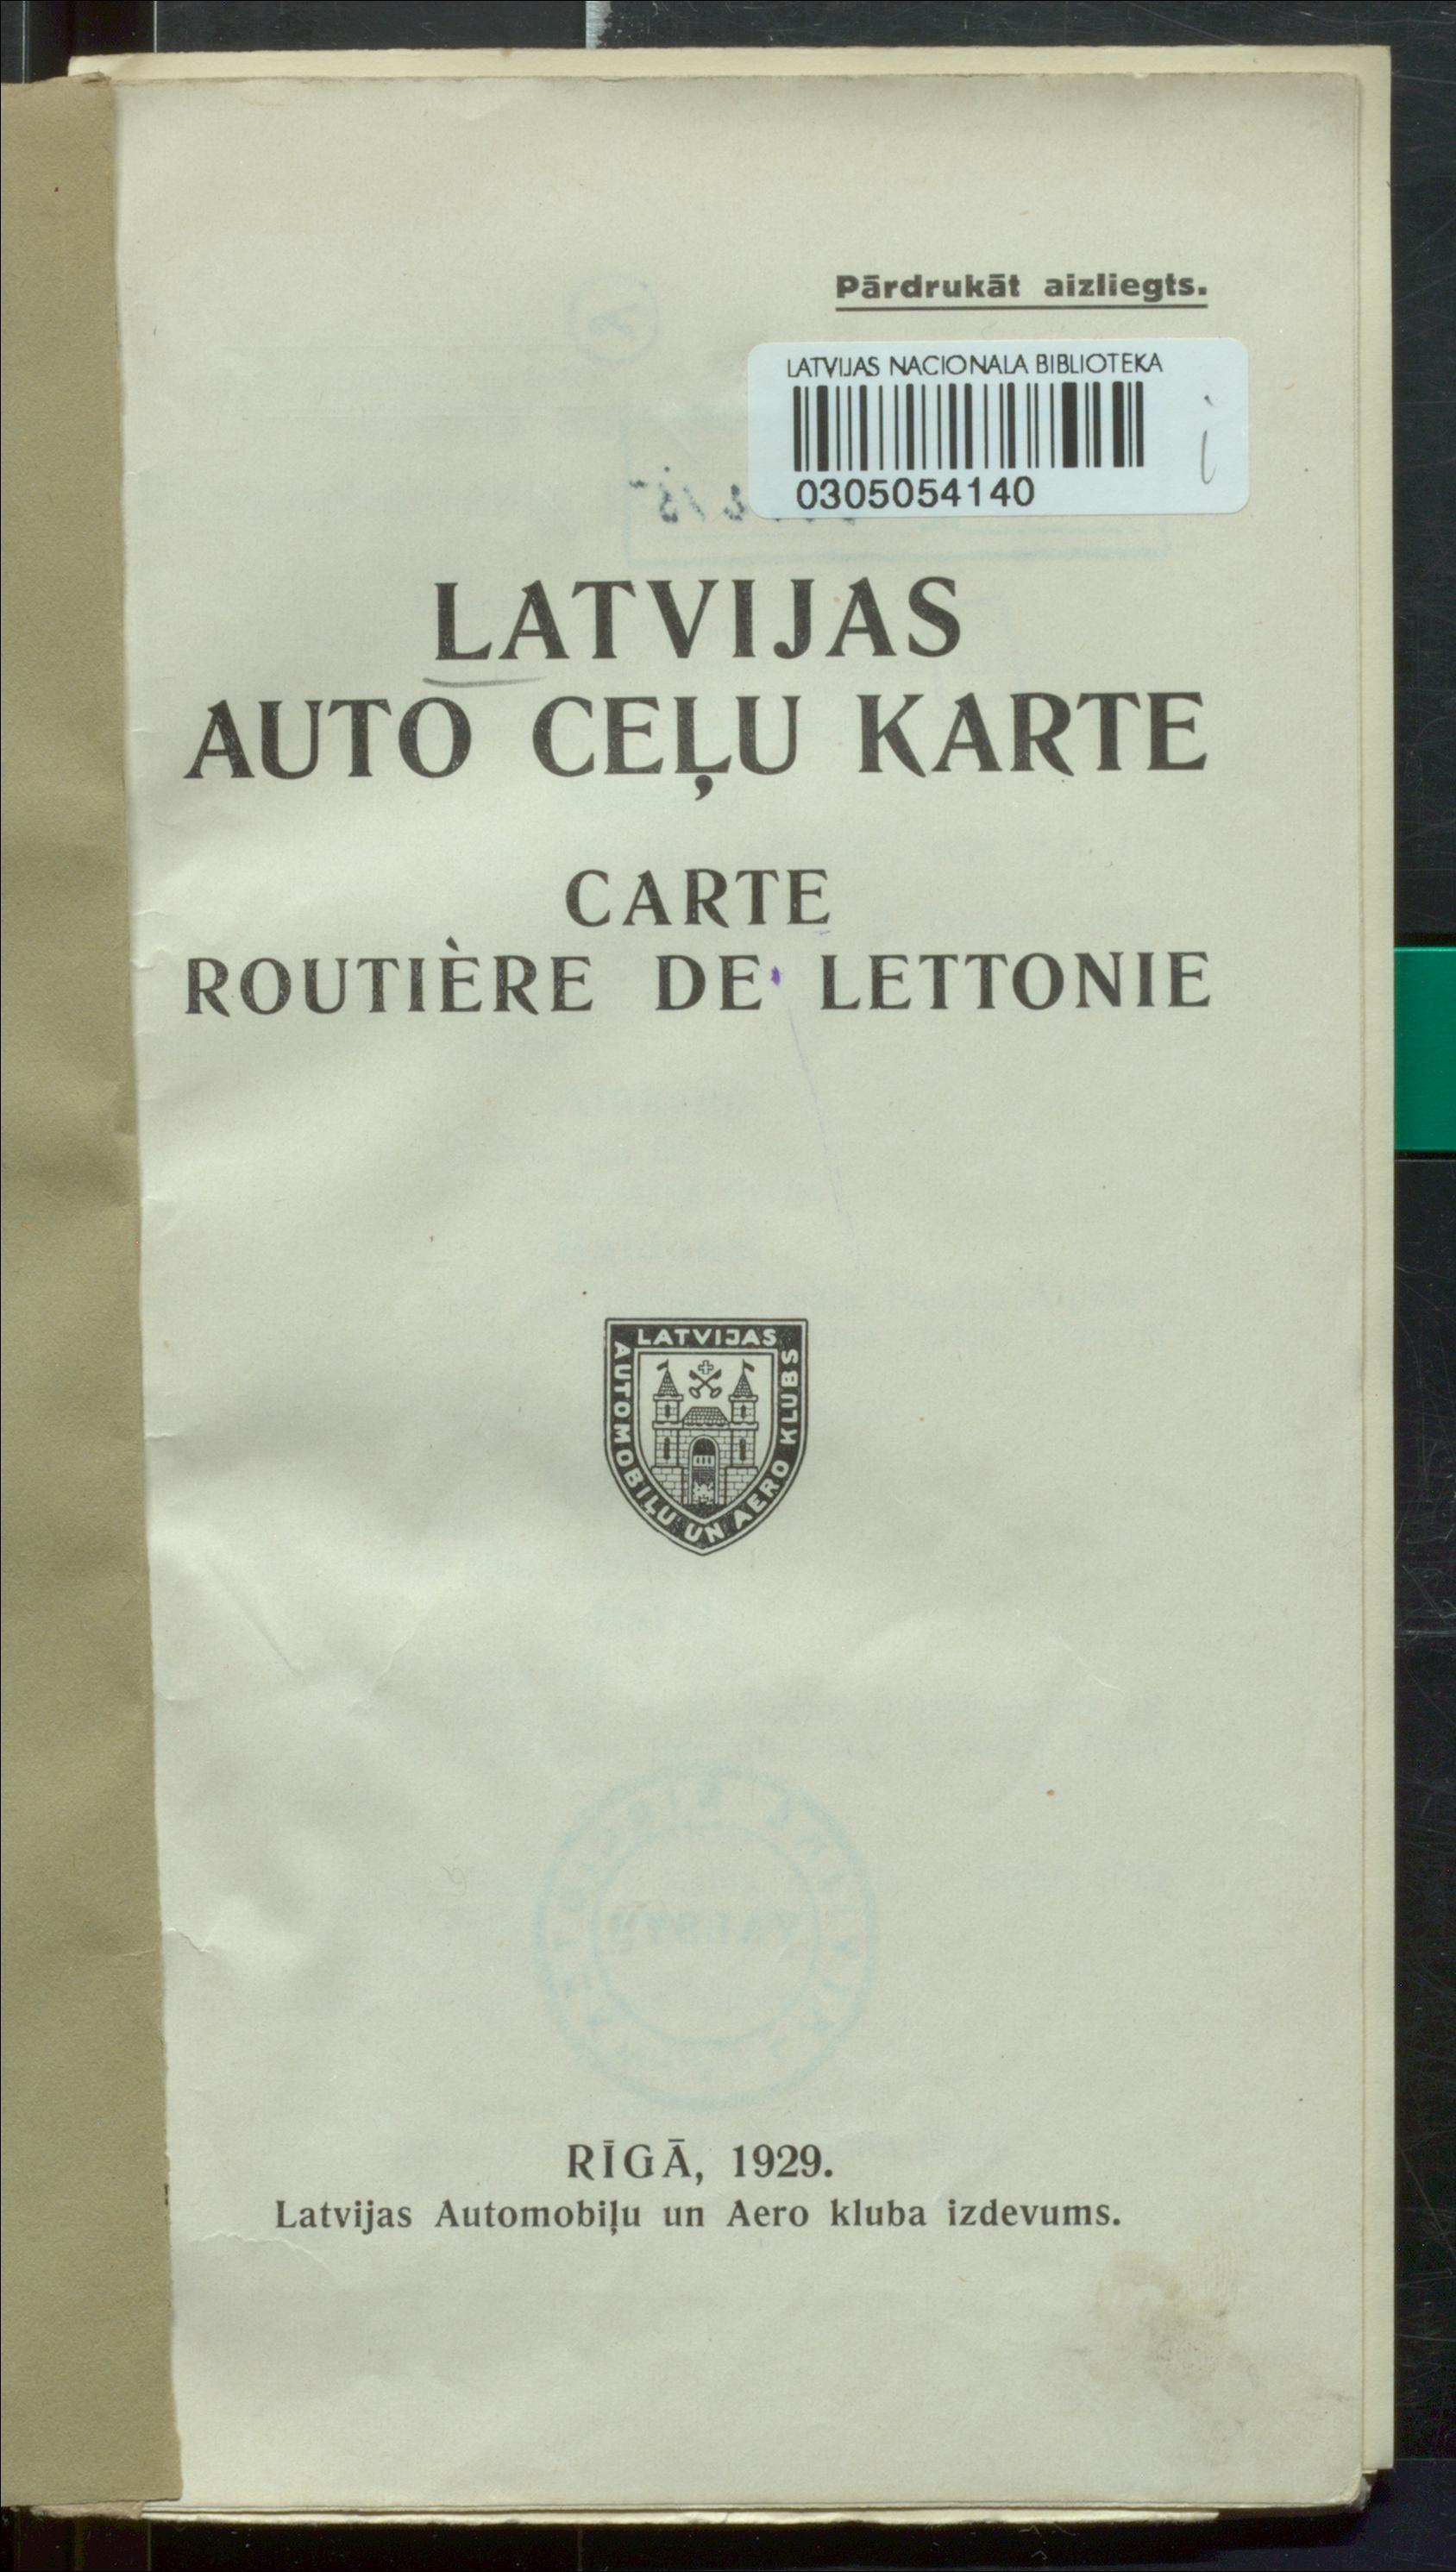 Pārdrukāt aizliegts.
LATVIJAS NACIONALA BIBLIOTEKA
0305054140
i
LATVIJAS
AUTO CEĻU KARTE
CARTE
ROUTIÈRE DE LETTONIE
LATVIJAS
AUTOMOBIĻU UN AERO KLUBS
RĪGĀ, 1929.
Latvijas Automobiļu un Aero kluba izdevums.